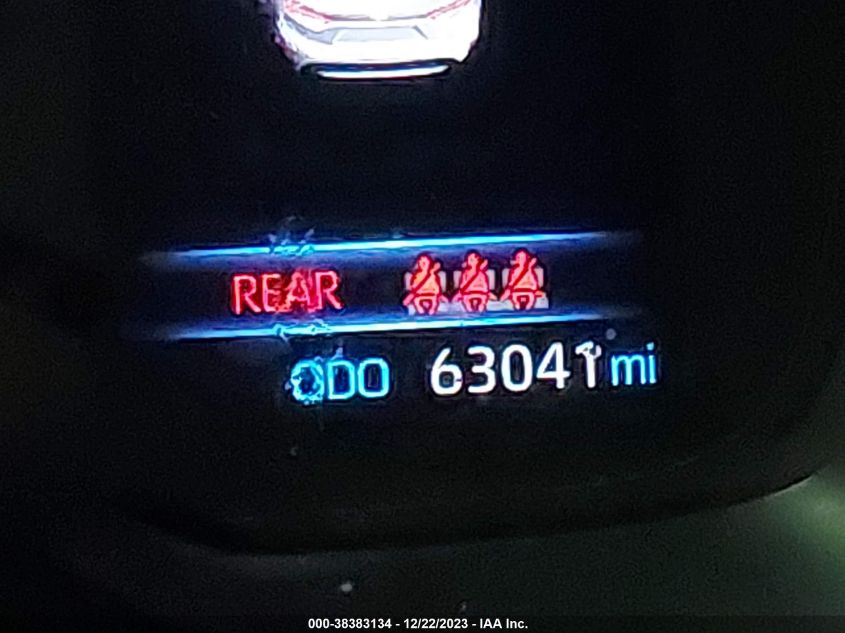 REAR
ODO 63041 mi
000-38383134 - 12/22/2023 - IAA Inc.